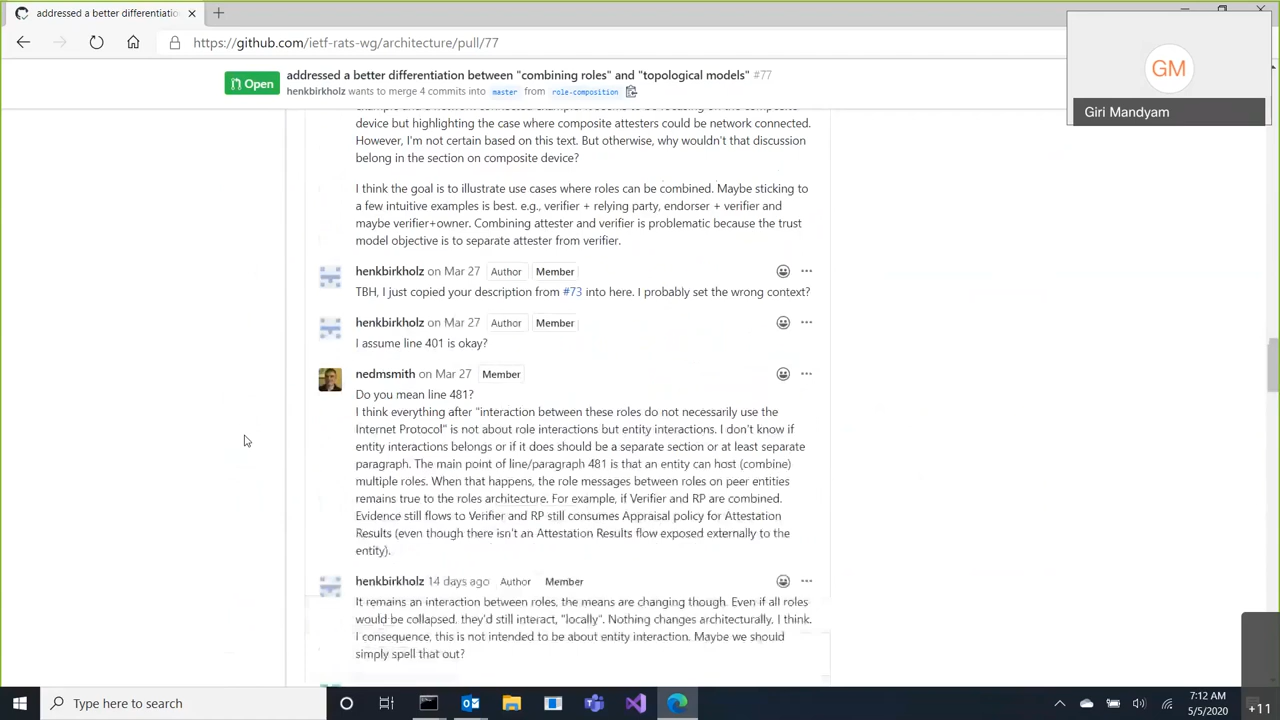 addressed a better differentiatio
https://github.com/ietf-rats-wg/architecture/pull/77
GM
Giri Mandyam
Open
addressed a better differentiation between "combining roles" and "topological models" #77
henkbirkholz wants to merge 4 commits into master from role-composition
device but highlighting the case where composite attesters could be network connected.
However, I'm not certain based on this text. But otherwise, why wouldn't that discussion
belong in the section on composite device?
I think the goal is to illustrate use cases where roles can be combined. Maybe sticking to
a few intuitive examples is best. e.g., verifier + relying party, endorser + verifier and
maybe verifier+owner. Combining attester and verifier is problematic because the trust
model objective is to separate attester from verifier.
henkbirkholz on Mar 27 Author Member
TBH, I just copied your description from #73 into here. I probably set the wrong context?
henkbirkholz on Mar 27 Author Member
I assume line 401 is okay?
nedmsmith on Mar 27 Member
Do you mean line 481?
I think everything after "interaction between these roles do not necessarily use the
Internet Protocol" is not about role interactions but entity interactions. I don't know if
entity interactions belongs or if it does should be a separate section or at least separate
paragraph. The main point of line/paragraph 481 is that an entity can host (combine)
multiple roles. When that happens, the role messages between roles on peer entities
remains true to the roles architecture. For example, if Verifier and RP are combined.
Evidence still flows to Verifier and RP still consumes Appraisal policy for Attestation
Results (even though there isn't an Attestation Results flow exposed externally to the
entity).
henkbirkholz 14 days ago Author Member
It remains an interaction between roles, the means are changing though. Even if all roles
would be collapsed, they'd still interact, "locally". Nothing changes architecturally, I think.
I consequence, this is not intended to be about entity interaction. Maybe we should
simply spell that out?
Type here to search
7:12 AM
5/5/2020
+11